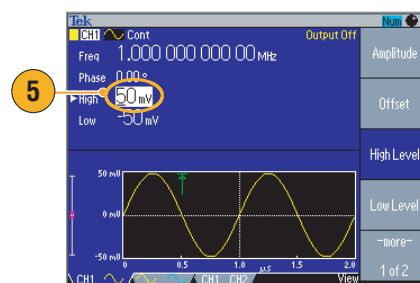 Tek Num
CH1 Cont Output Off
Freq 1.000 000 000 00 MHz
Phase 0.00 °
5
High 50 mV
Low -50 mV
Amplitude
Offset
High Level
Low Level
-more-
1 of 2
50 mV
0 mV
-50 mV
0 0.5 1.0 µs 1.5 2.0
CH1 CH1 CH2 View